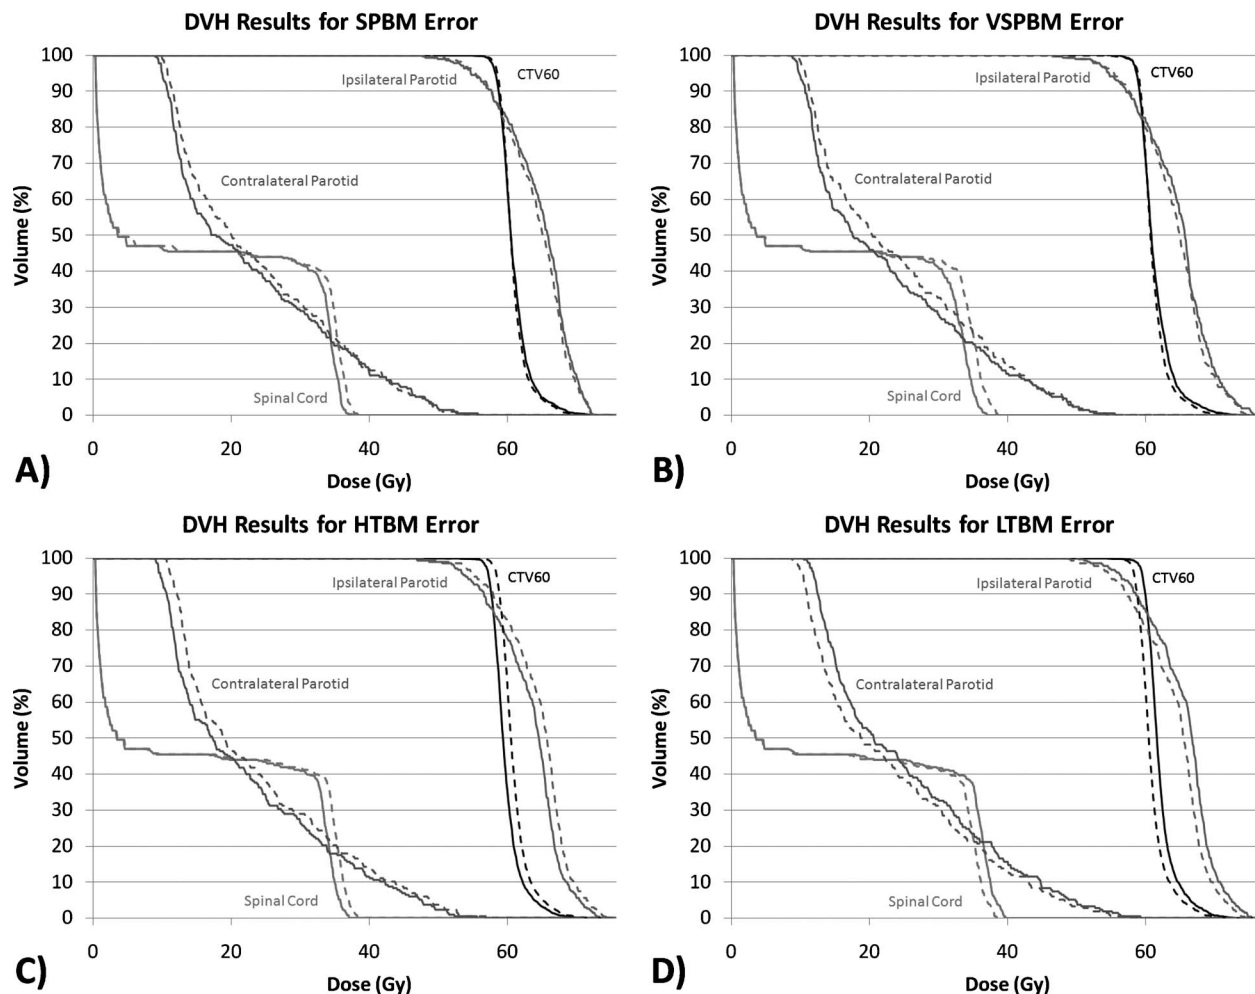 DVH Results for SPBM Error
100
90
80
70
60
50
40
30
20
10
0
Volume (%)
Ipsilateral Parotid
CTV60
Contralateral Parotid
Spinal Cord
0 20 40 60
Dose (Gy)
A)
DVH Results for VSPBM Error
100
90
80
70
60
50
40
30
20
10
0
Volume (%)
Ipsilateral Parotid
CTV60
Contralateral Parotid
Spinal Cord
0 20 40 60
Dose (Gy)
B)
DVH Results for HTBM Error
100
90
80
70
60
50
40
30
20
10
0
Volume (%)
Ipsilateral Parotid
CTV60
Contralateral Parotid
Spinal Cord
0 20 40 60
Dose (Gy)
C)
DVH Results for LTBM Error
100
90
80
70
60
50
40
30
20
10
0
Volume (%)
Ipsilateral Parotid
CTV60
Contralateral Parotid
Spinal Cord
0 20 40 60
Dose (Gy)
D)